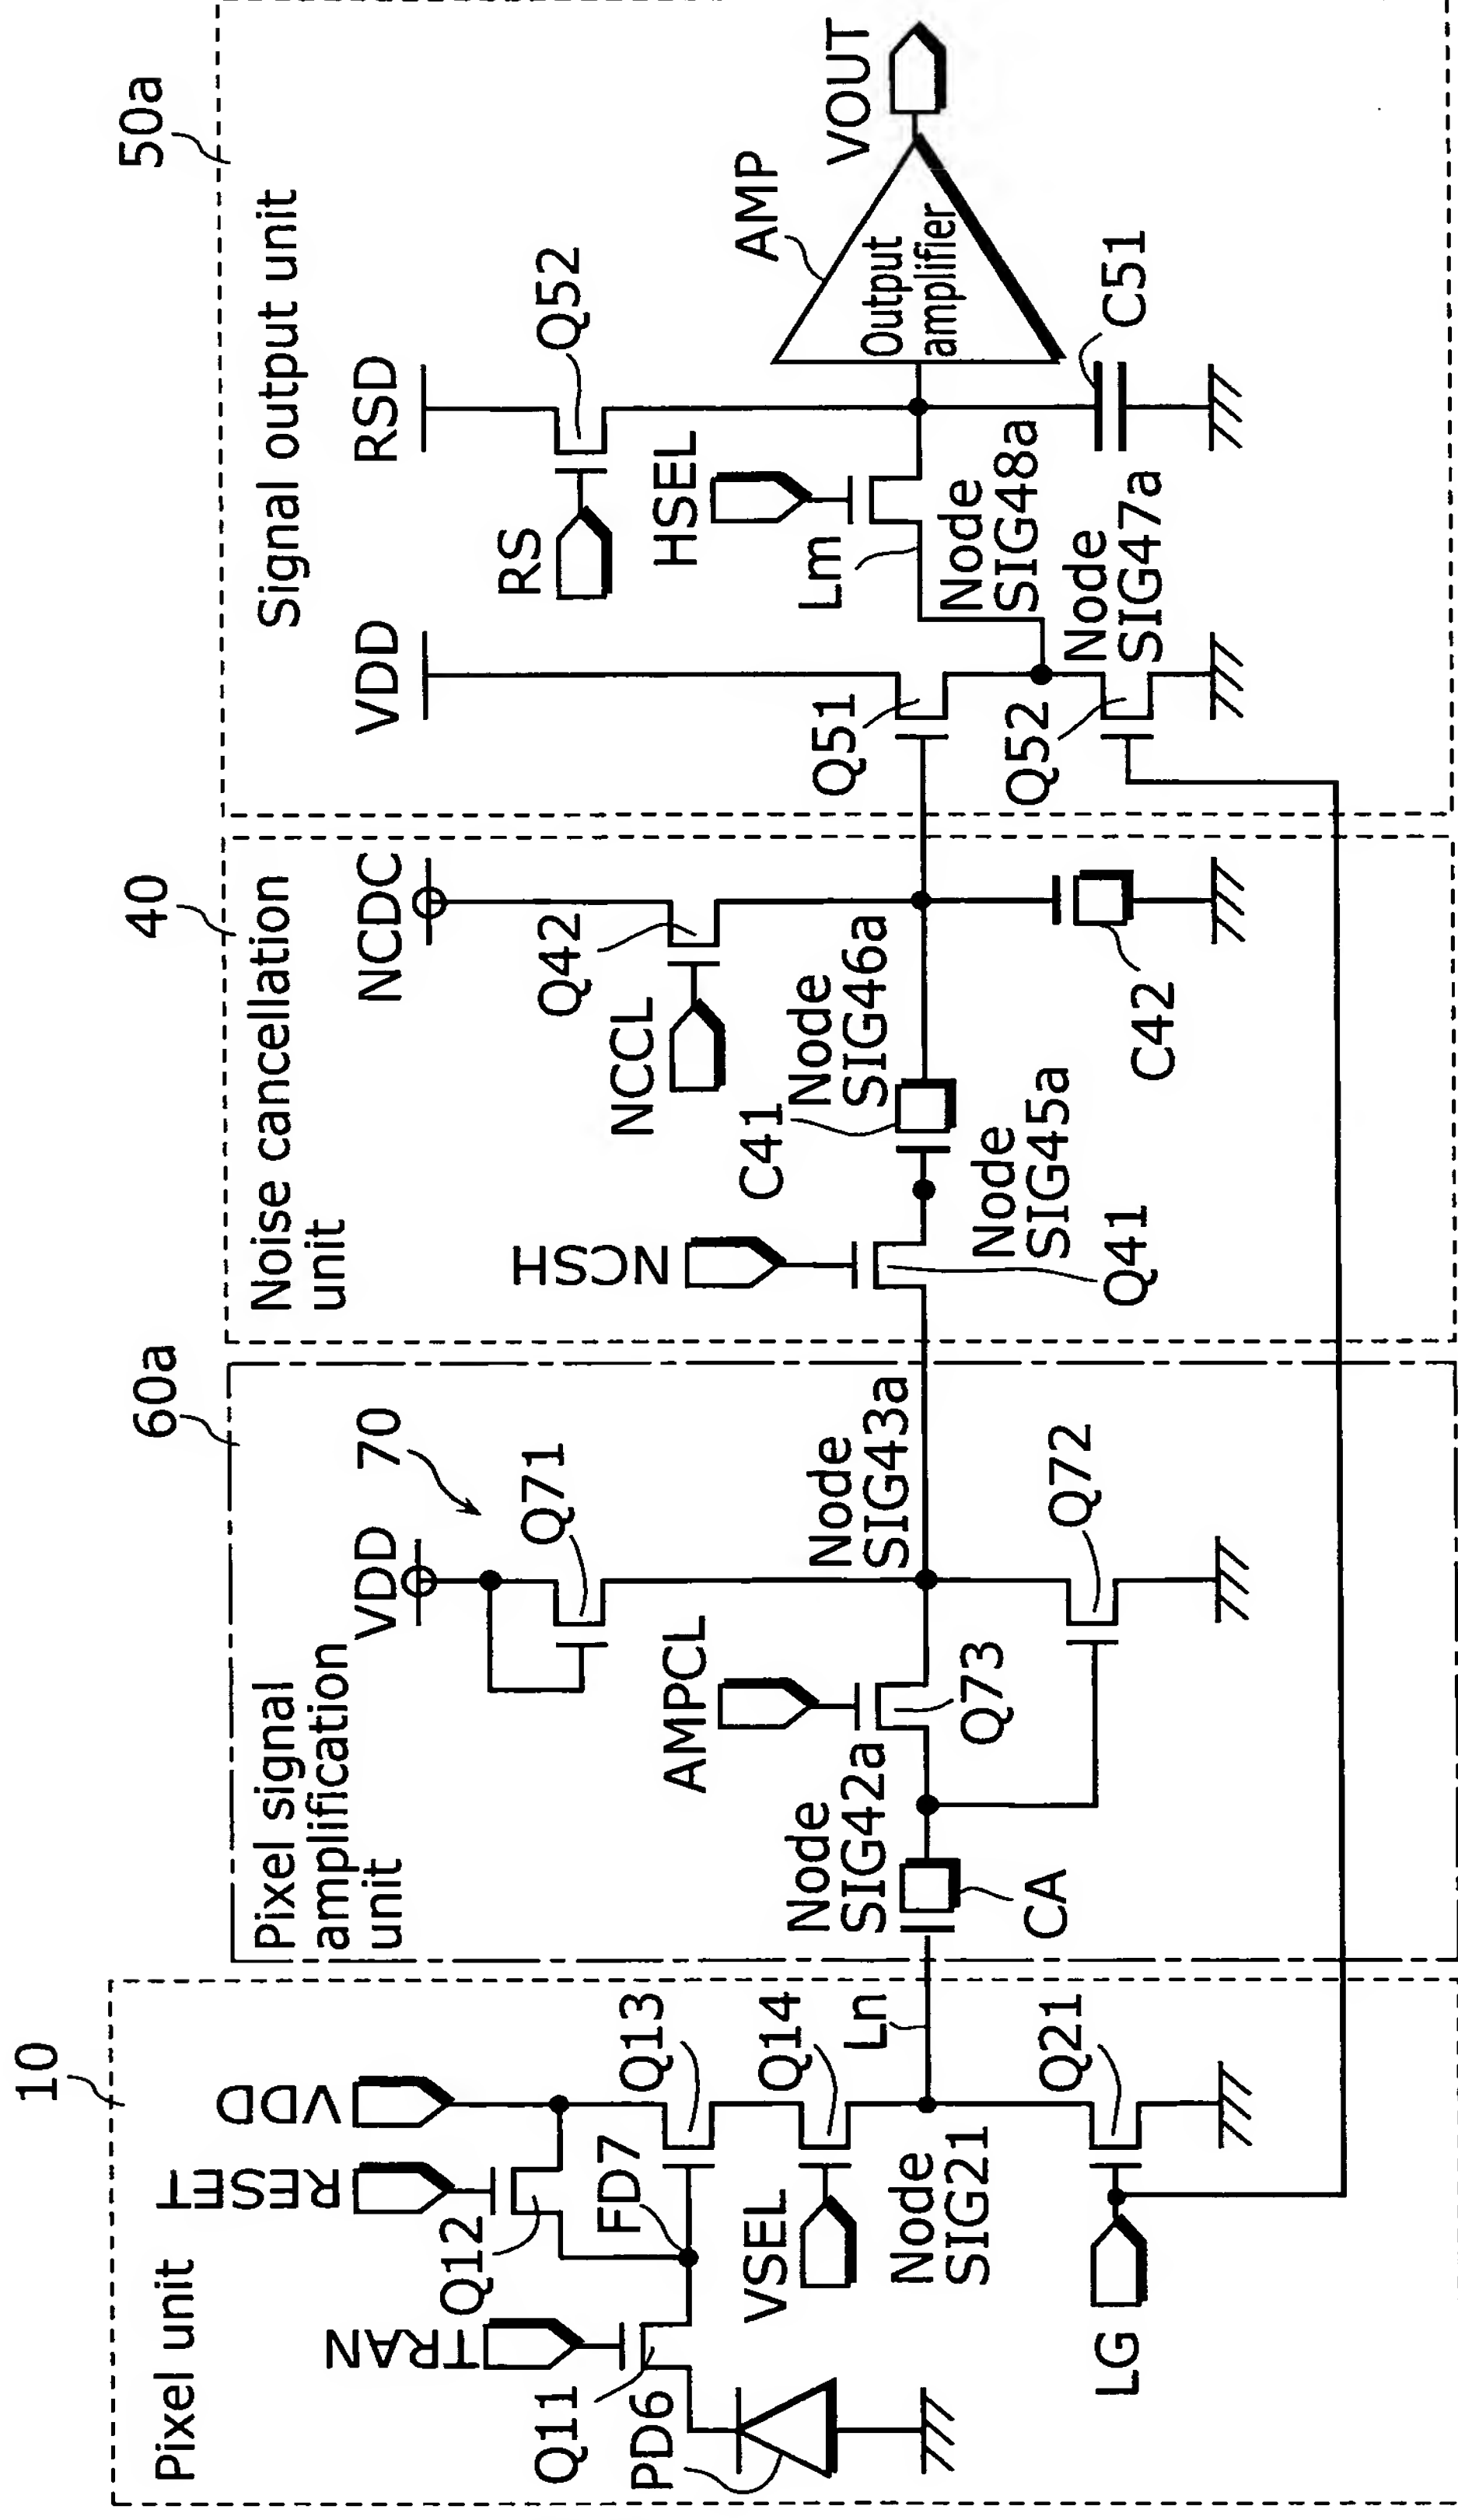 10
Pixel unit
VDD
RESET
TRAN
Q12
Q11
PD6
FD7
Q13
VSEL
Q14
Ln
Node
SIG21
Q21
LG
60a
Pixel signal
amplification
unit
VDD
70
Q71
AMPCL
Node
SIG42a
CA
Q73
Node
SIG43a
Q72
40
Noise cancellation
unit
NCDC
Q42
NCCL
NCSH
C41
Node
SIG46a
Node
SIG45a
Q41
C42
50a
Signal output unit
VDD
RSD
RS
Q52
HSEL
Lm
Q51
Node
SIG48a
Q52
Node
SIG47a
C51
AMP
Output
amplifier
VOUT